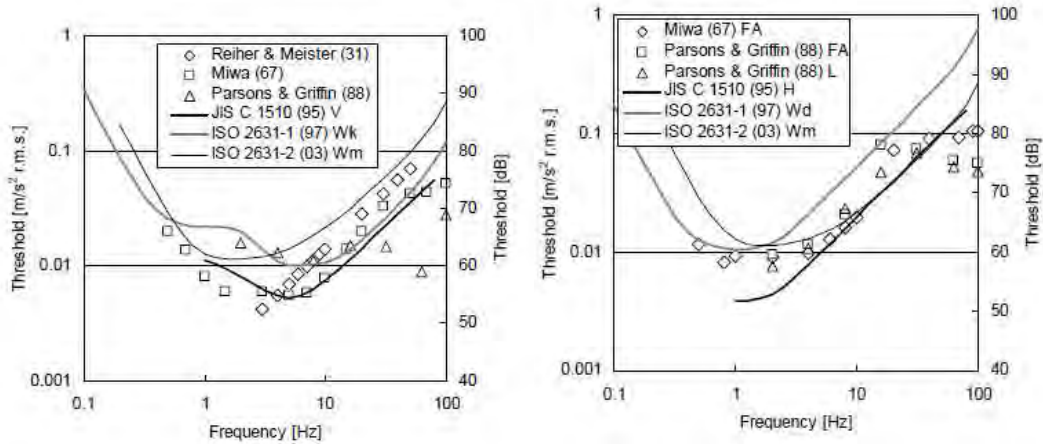 1
0.1
0.01
0.001
Threshold [m/s² r.m.s.]
Reiher & Meister (31)
Miwa (67)
Parsons & Griffin (88)
JIS C 1510 (95) V
ISO 2631-1 (97) Wk
ISO 2631-2 (03) Wm
100
90
80
70
60
50
40
Threshold [dB]
0.1
1
10
100
Frequency [Hz]
1
0.1
0.01
0.001
Threshold [m/s² r.m.s.]
Miwa (67) FA
Parsons & Griffin (88) FA
Parsons & Griffin (88) L
JIS C 1510 (95) H
ISO 2631-1 (97) Wd
ISO 2631-2 (03) Wm
100
90
80
70
60
50
40
Threshold [dB]
0.1
1
10
100
Frequency [Hz]